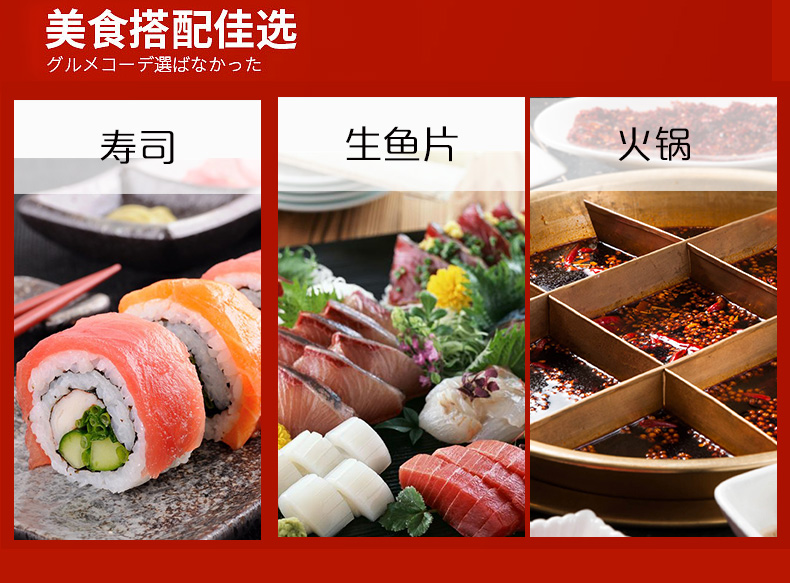 美食搭配佳选
グルメコーデ選ばなかった
寿司
生鱼片
火锅